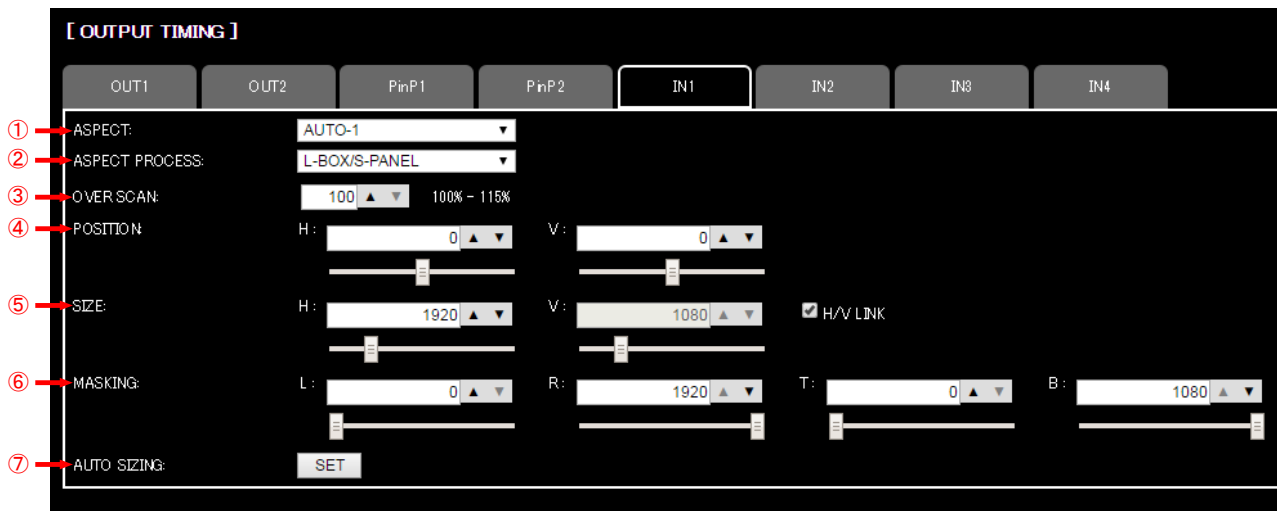 [ OUTPUT TIMING ]
OUT1 OUT2 PinP1 PinP2 IN1 IN2 IN3 IN4
① ASPECT: AUTO-1
② ASPECT PROCESS: L-BOX/S-PANEL
③ OVERSCAN: 100 100% - 115%
④ POSITION: H: 0 V: 0
⑤ SIZE: H: 1920 V: 1080 H/V LINK
⑥ MASKING: L: 0 R: 1920 T: 0 B: 1080
⑦ AUTO SIZING: SET